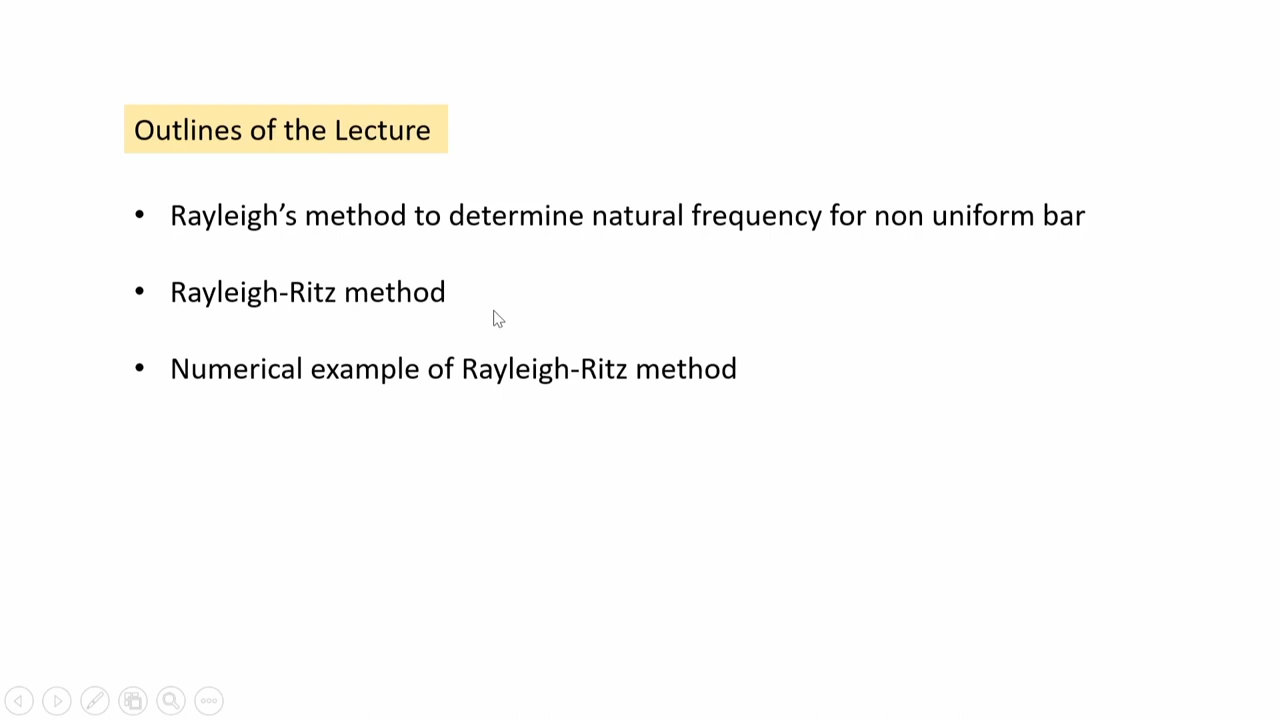 Outlines of the Lecture
• Rayleigh’s method to determine natural frequency for non uniform bar
• Rayleigh-Ritz method
• Numerical example of Rayleigh-Ritz method